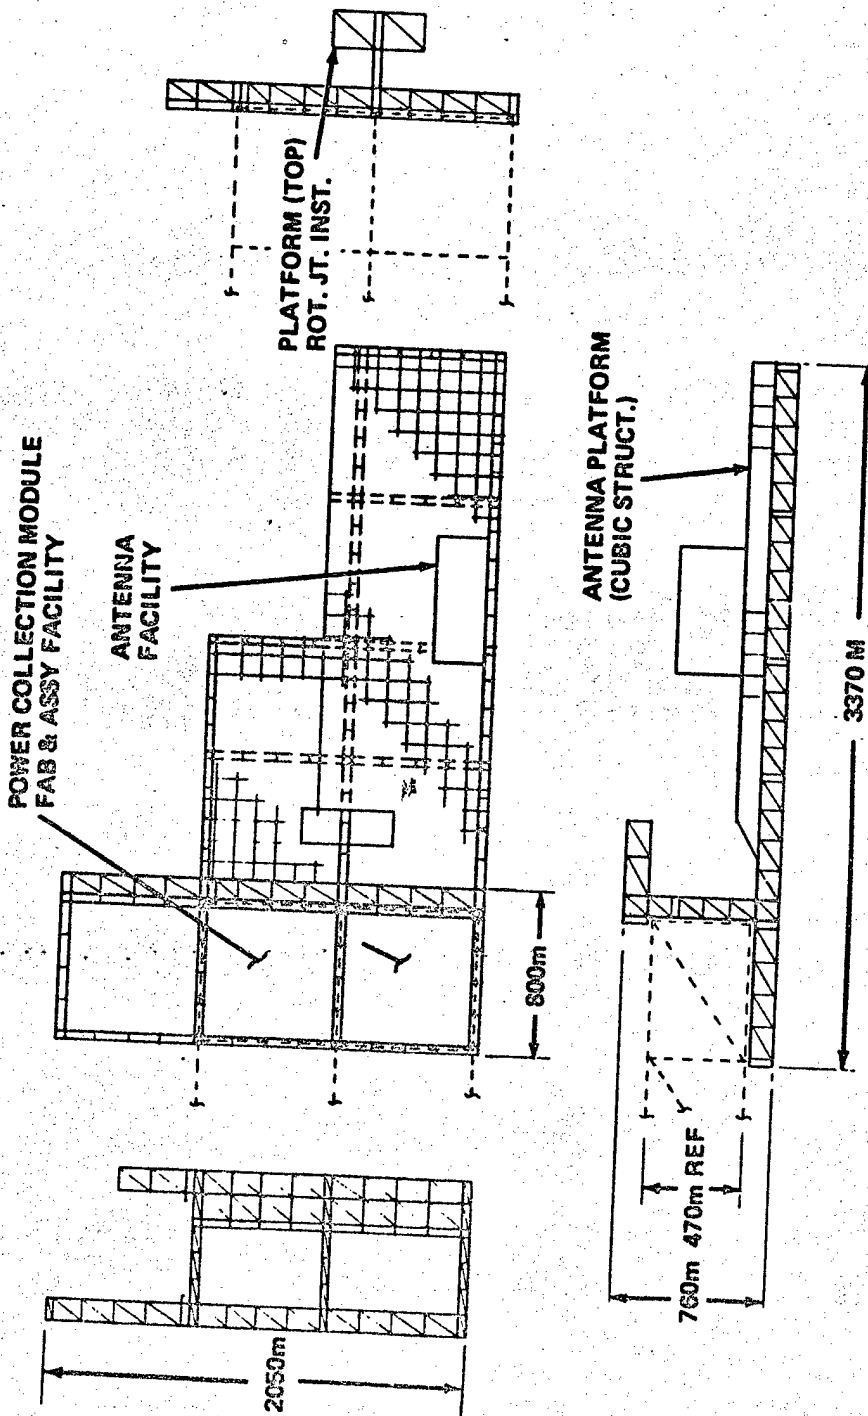 POWER COLLECTION MODULE
FAB & ASSY FACILITY
ANTENNA
FACILITY
PLATFORM (TOP)
ROT. JT. INST.
2050m
800m
ANTENNA PLATFORM
(CUBIC STRUCT.)
760m
470m REF
3370 M